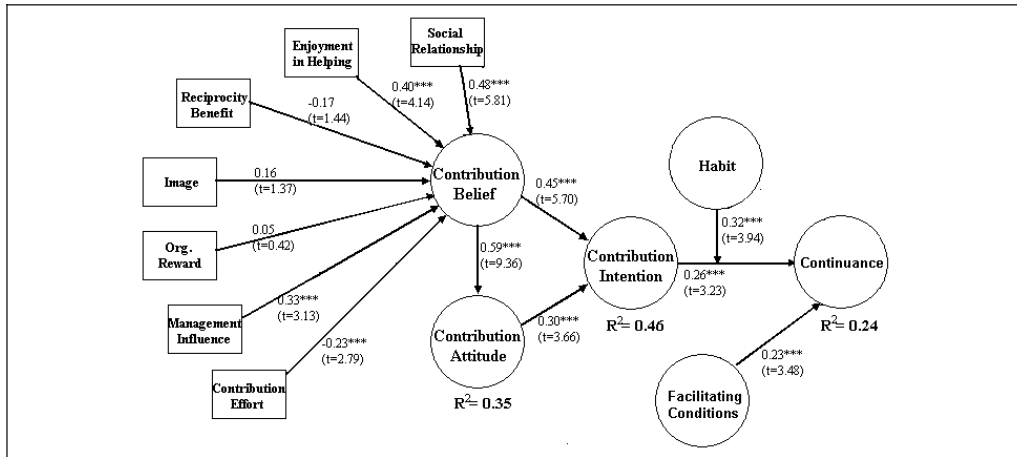 Social
Relationship
Enjoyment
in Helping
0.40***
(t=4.14)
0.48***
(t=5.81)
Reciprocity
Benefit
-0.17
(t=1.44)
Image
0.16
(t=1.37)
Contribution
Belief
Habit
0.45***
(t=5.70)
Org.
Reward
0.05
(t=0.42)
0.59***
(t=9.36)
0.32***
(t=3.94)
Contribution
Intention
0.26***
(t=3.23)
Continuance
Management
Influence
0.33***
(t=3.13)
Contribution
Attitude
0.30***
(t=3.66)
R²= 0.46
R²= 0.24
Contribution
Effort
-0.23***
(t=2.79)
0.23***
(t=3.48)
R²= 0.35
Facilitating
Conditions